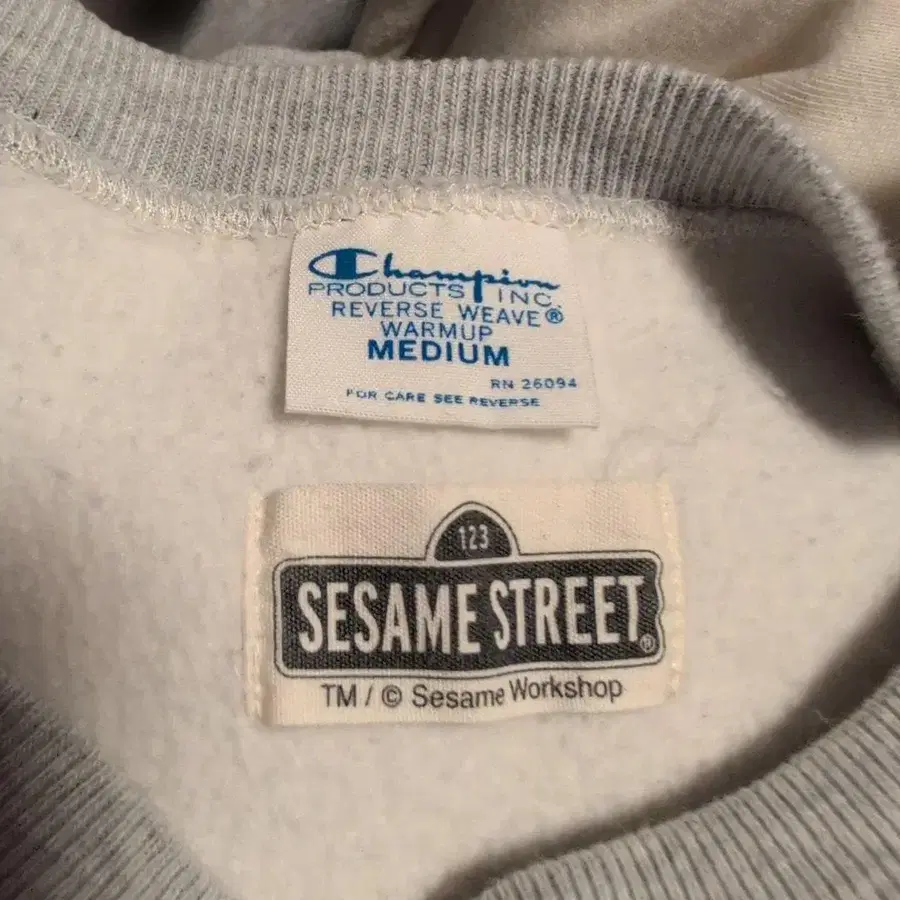 Champion
PRODUCTS INC.
REVERSE WEAVE®
WARMUP
MEDIUM
RN 26094
FOR CARE SEE REVERSE
123
SESAME STREET®
TM / © Sesame Workshop